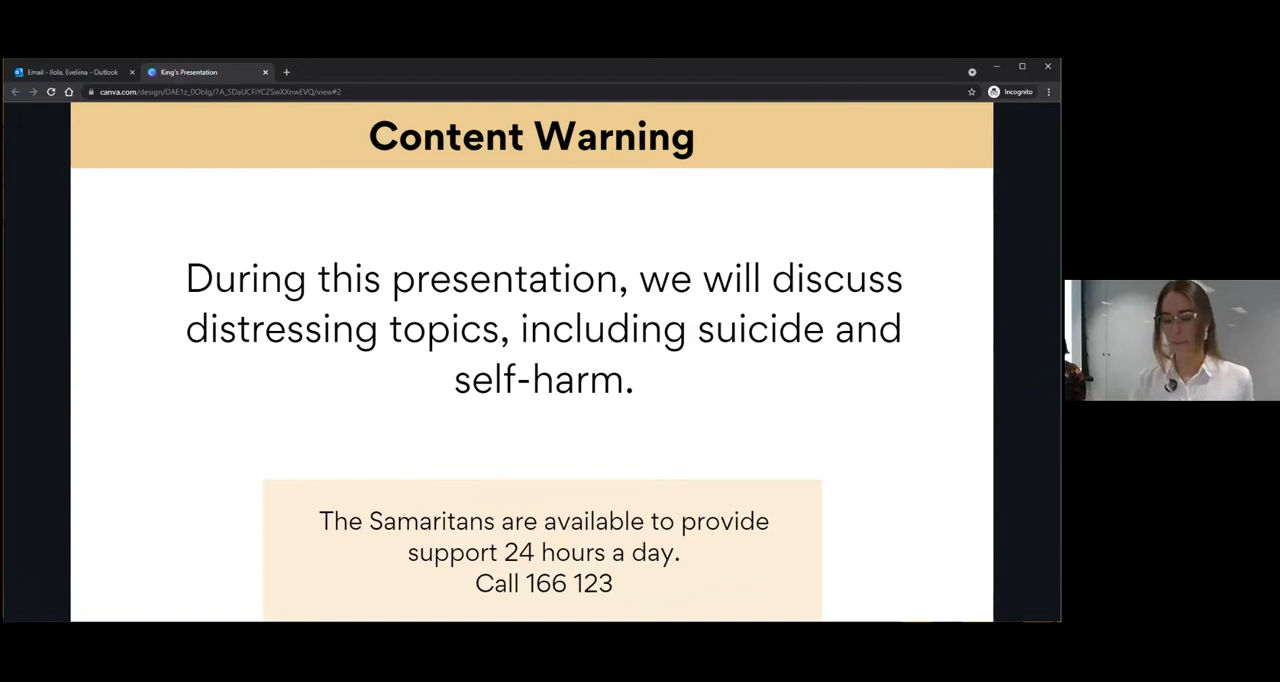 Email - Ilola, Eveliina - Outlook
King's Presentation
Incognito
Content Warning
During this presentation, we will discuss
distressing topics, including suicide and
self-harm.
The Samaritans are available to provide
support 24 hours a day.
Call 166 123